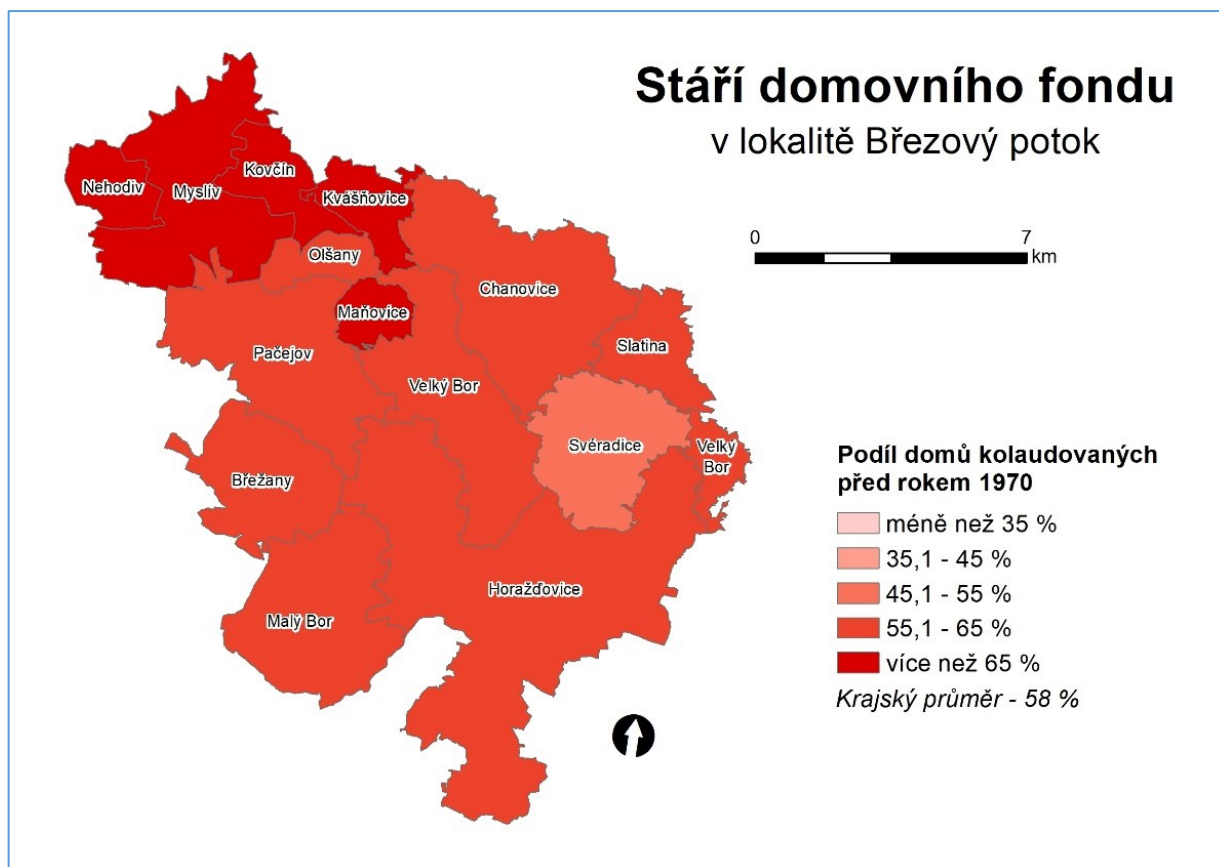 Stáří domovního fondu
v lokalitě Březový potok
0 7
km
Kovčín
Nehodiv
Myslív
Kvášňovice
Olšany
Chanovice
Maňovice
Slatina
Pačejov
Velký Bor
Svéradice
Velký
Bor
Břežany
Horažďovice
Malý Bor
Podíl domů kolaudovaných
před rokem 1970
méně než 35 %
35,1 - 45 %
45,1 - 55 %
55,1 - 65 %
více než 65 %
Krajský průměr - 58 %